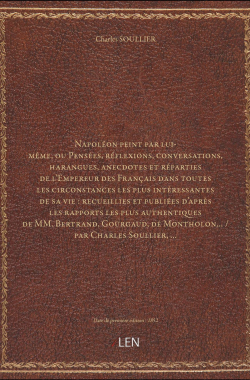 Charles SOULLIER
Napoléon peint par lui-
même, ou Pensées, réflexions, conversations,
harangues, anecdotes et réparties
de l'Empereur des Français dans toutes
les circonstances les plus intéressantes
de sa vie : recueillies et publiées d'après
les rapports les plus authentiques
de MM. Bertrand, Gourgaud, de Montholon... /
par Charles Soullier, ...
Date de première édition :
LEN